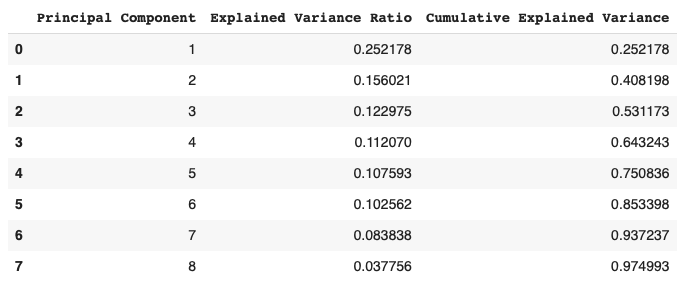 Principal Component Explained Variance Ratio Cumulative Explained Variance
0 1 0.252178 0.252178
1 2 0.156021 0.408198
2 3 0.122975 0.531173
3 4 0.112070 0.643243
4 5 0.107593 0.750836
5 6 0.102562 0.853398
6 7 0.083838 0.937237
7 8 0.037756 0.974993